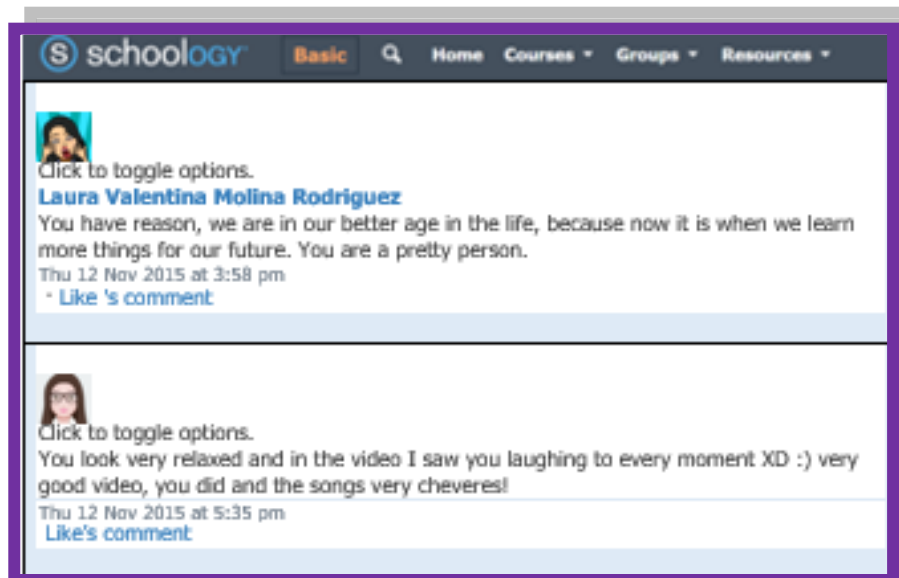 S schoology Basic Home Courses Groups Resources
Click to toggle options.
Laura Valentina Molina Rodriguez
You have reason, we are in our better age in the life, because now it is when we learn
more things for our future. You are a pretty person.
Thu 12 Nov 2015 at 3:58 pm
· Like 's comment
Click to toggle options.
You look very relaxed and in the video I saw you laughing to every moment XD :) very
good video, you did and the songs very cheveres!
Thu 12 Nov 2015 at 5:35 pm
Like's comment